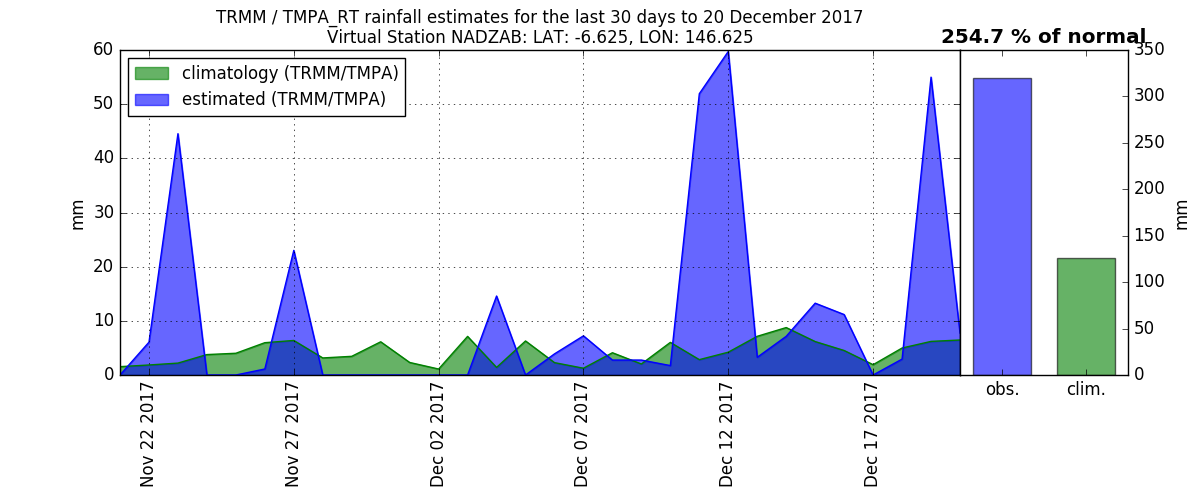 TRMM / TMPA_RT rainfall estimates for the last 30 days to 20 December 2017
Virtual Station NADZAB: LAT: -6.625, LON: 146.625
254.7 % of normal
climatology (TRMM/TMPA)
estimated (TRMM/TMPA)
60
50
40
30
20
10
0
mm
350
300
250
200
150
100
50
0
mm
Nov 22 2017
Nov 27 2017
Dec 02 2017
Dec 07 2017
Dec 12 2017
Dec 17 2017
obs.
clim.